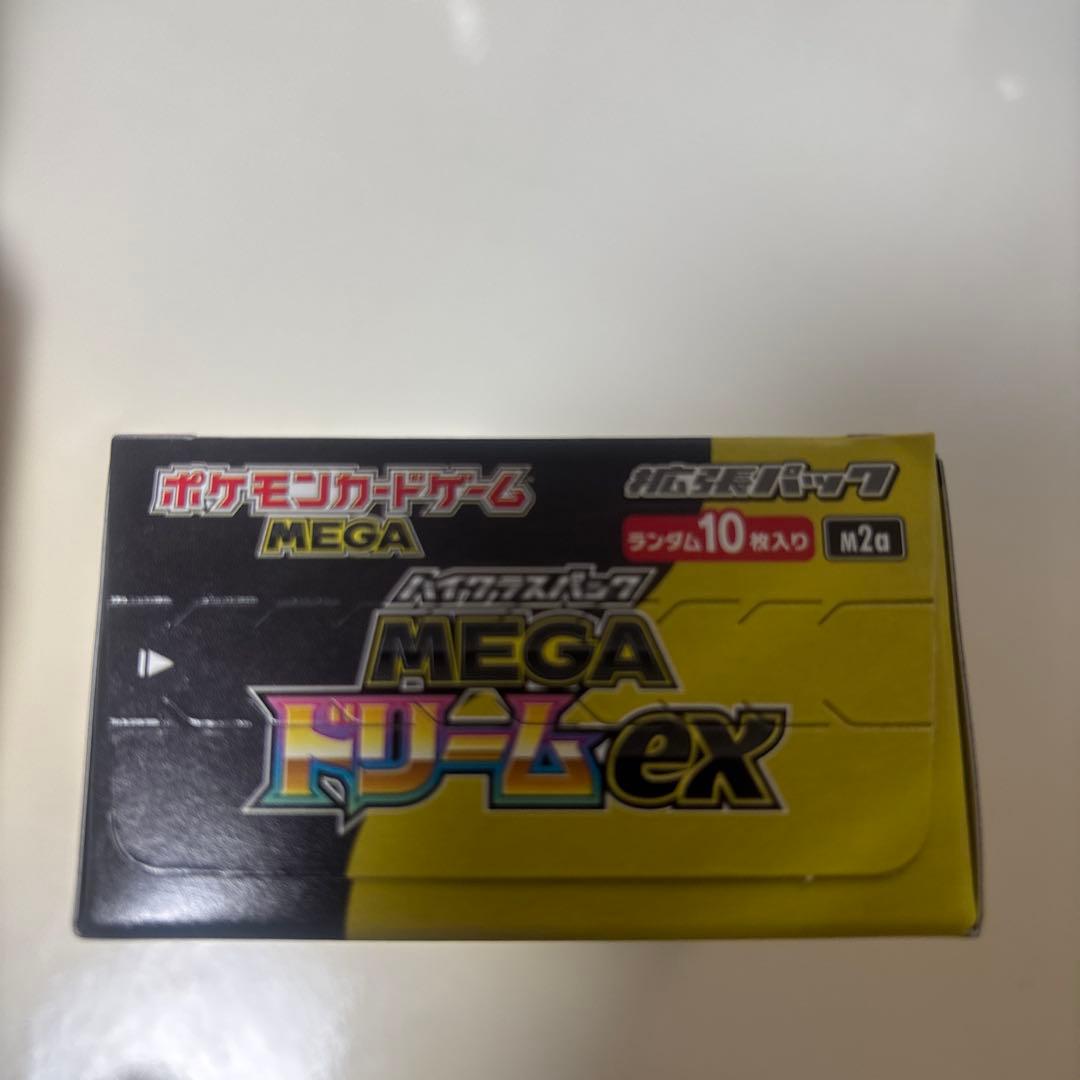 ポケモンカードゲーム
MEGA
拡張パック
ランダム10枚入り M2a
ハイクラスパック
MEGA
ドリームex